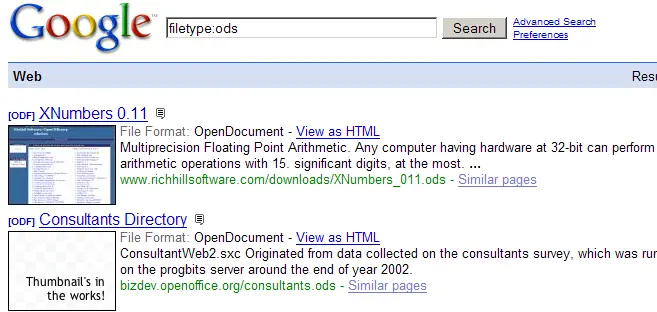 Google™ filetype:ods Search Advanced Search
Preferences
Web
[ODF] XNumbers 0.11
File Format: OpenDocument - View as HTML
Multiprecision Floating Point Arithmetic. Any computer having hardware at 32-bit can perform
arithmetic operations with 15. significant digits, at the most. ...
www.richhillsoftware.com/downloads/XNumbers_011.ods - Similar pages
[ODF] Consultants Directory
File Format: OpenDocument - View as HTML
ConsultantWeb2.sxc Originated from data collected on the consultants survey, which was run
on the progbits server around the end of year 2002.
Thumbnail's in
the works!
bizdev.openoffice.org/consultants.ods - Similar pages